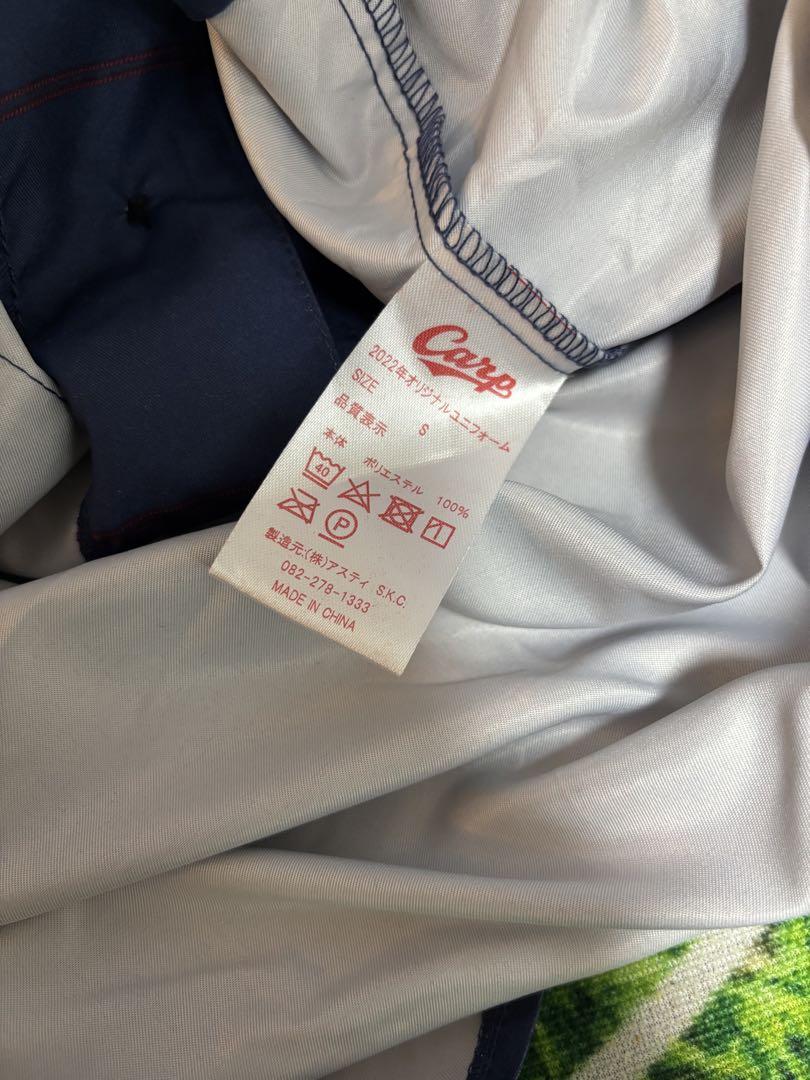 Carp
2022年オリジナルユニフォーム
SIZE S
品質表示
本体 ポリエステル 100%
40
P
製造元:(株)アスティ S.K.C.
082-278-1333
MADE IN CHINA